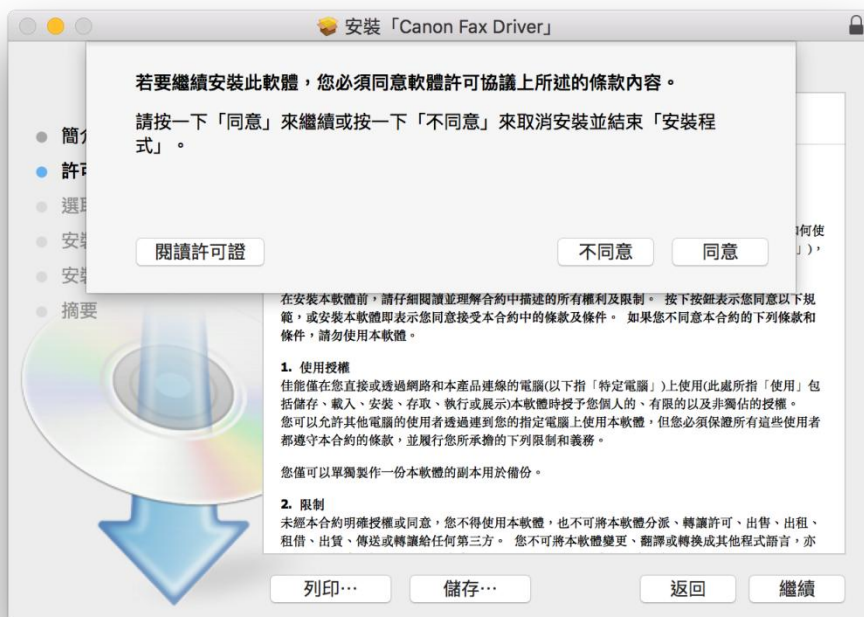 安裝「Canon Fax Driver」
若要繼續安裝此軟體,您必須同意軟體許可協議上所述的條款內容。
請按一下「同意」來繼續或按一下「不同意」來取消安裝並結束「安裝程
式」。
閱讀許可證
不同意
同意
簡
許
選
安
安
摘要
何使
」),
在安裝本軟體前,請仔細閱讀並理解合約中描述的所有權利及限制。 按下按鈕表示您同意以下規
範,或安裝本軟體即表示您同意接受本合約中的條款及條件。 如果您不同意本合約的下列條款和
條件,請勿使用本軟體。
1. 使用授權
佳能僅在您直接或透過網路和本產品連線的電腦(以下指「特定電腦」)上使用(此處所指「使用」包
括儲存、載入、安裝、存取、執行或展示)本軟體時授予您個人的、有限的以及非獨佔的授權。
您可以允許其他電腦的使用者透過連到您的指定電腦上使用本軟體,但您必須保證所有這些使用者
都遵守本合約的條款,並履行您所承擔的下列限制和義務。
您僅可以單獨製作一份本軟體的副本用於備份。
2. 限制
未經本合約明確授權或同意,您不得使用本軟體,也不可將本軟體分派、轉讓許可、出售、出租、
租借、出賃、傳送或轉讓給任何第三方。 您不可將本軟體變更、翻譯或轉換成其他程式語言,亦
列印…
儲存…
返回
繼續